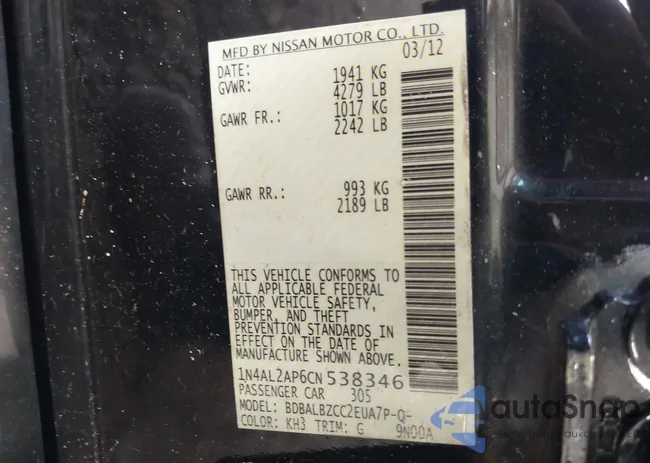 MFD BY NISSAN MOTOR CO., LTD.
DATE: 03/12
GVWR: 1941 KG
4279 LB
GAWR FR.: 1017 KG
2242 LB
GAWR RR.: 993 KG
2189 LB
THIS VEHICLE CONFORMS TO
ALL APPLICABLE FEDERAL
MOTOR VEHICLE SAFETY,
BUMPER, AND THEFT
PREVENTION STANDARDS IN
EFFECT ON THE DATE OF
MANUFACTURE SHOWN ABOVE.
1N4AL2AP6CN538346
PASSENGER CAR 305
MODEL: BDBALBZCC2EUA7P-Q-
COLOR: KH3 TRIM: G 9N00A
autoSnap